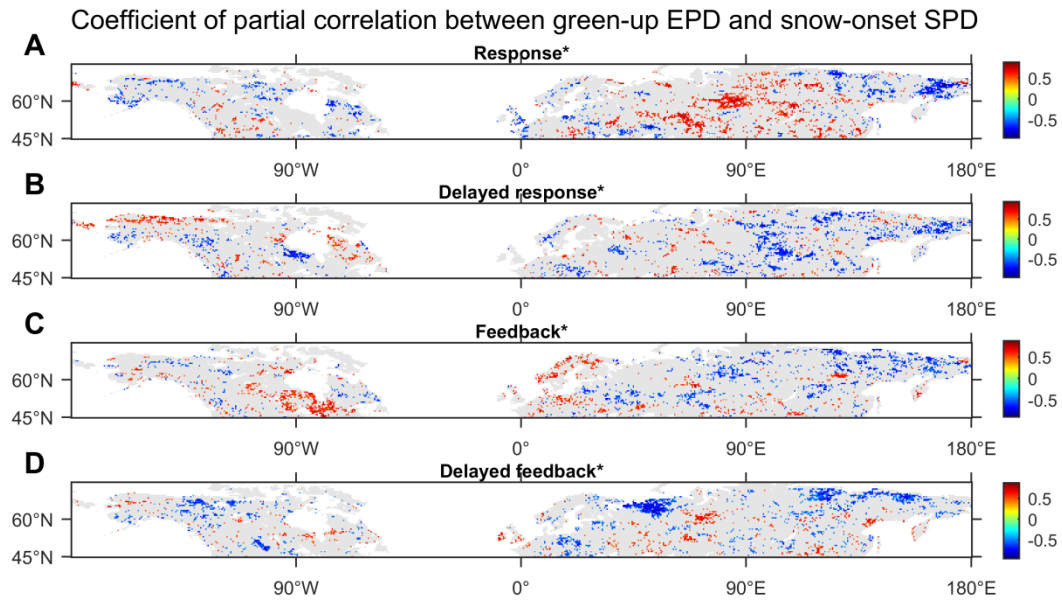 Coefficient of partial correlation between green-up EPD and snow-onset SPD
A
Response*
60°N
45°N
90°W
0°
90°E
180°E
0.5
0
-0.5
B
Delayed response*
60°N
45°N
90°W
0°
90°E
180°E
0.5
0
-0.5
C
Feedback*
60°N
45°N
90°W
0°
90°E
180°E
0.5
0
-0.5
D
Delayed feedback*
60°N
45°N
90°W
0°
90°E
180°E
0.5
0
-0.5